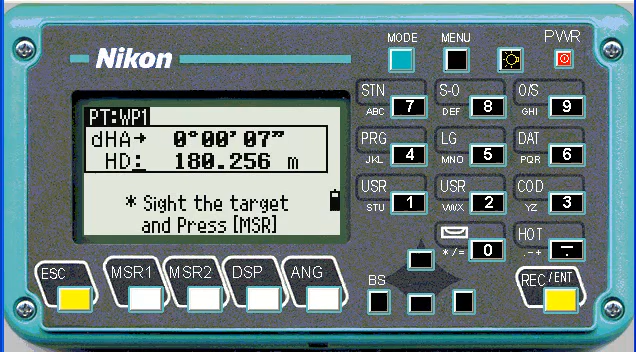 MODE MENU PWR
Nikon
PT:WP1
dHA→ 0°00'07"
HD: 180.256 m
* Sight the target
and Press [MSR]
STN S-O O/S
ABC 7 DEF 8 GHI 9
PRG LG DAT
JKL 4 MNO 5 PQR 6
USR USR COD
STU 1 VWX 2 YZ 3
HOT
*/= 0 .-+
ESC MSR1 MSR2 DSP ANG BS REC/ENT